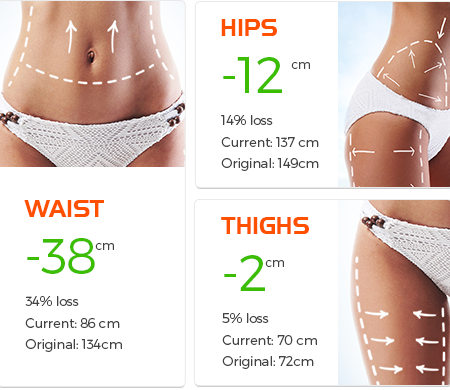 HIPS
-12 cm
14% loss
Current: 137 cm
Original: 149cm
WAIST
-38cm
34% loss
Current: 86 cm
Original: 134cm
THIGHS
-2cm
5% loss
Current: 70 cm
Original: 72cm